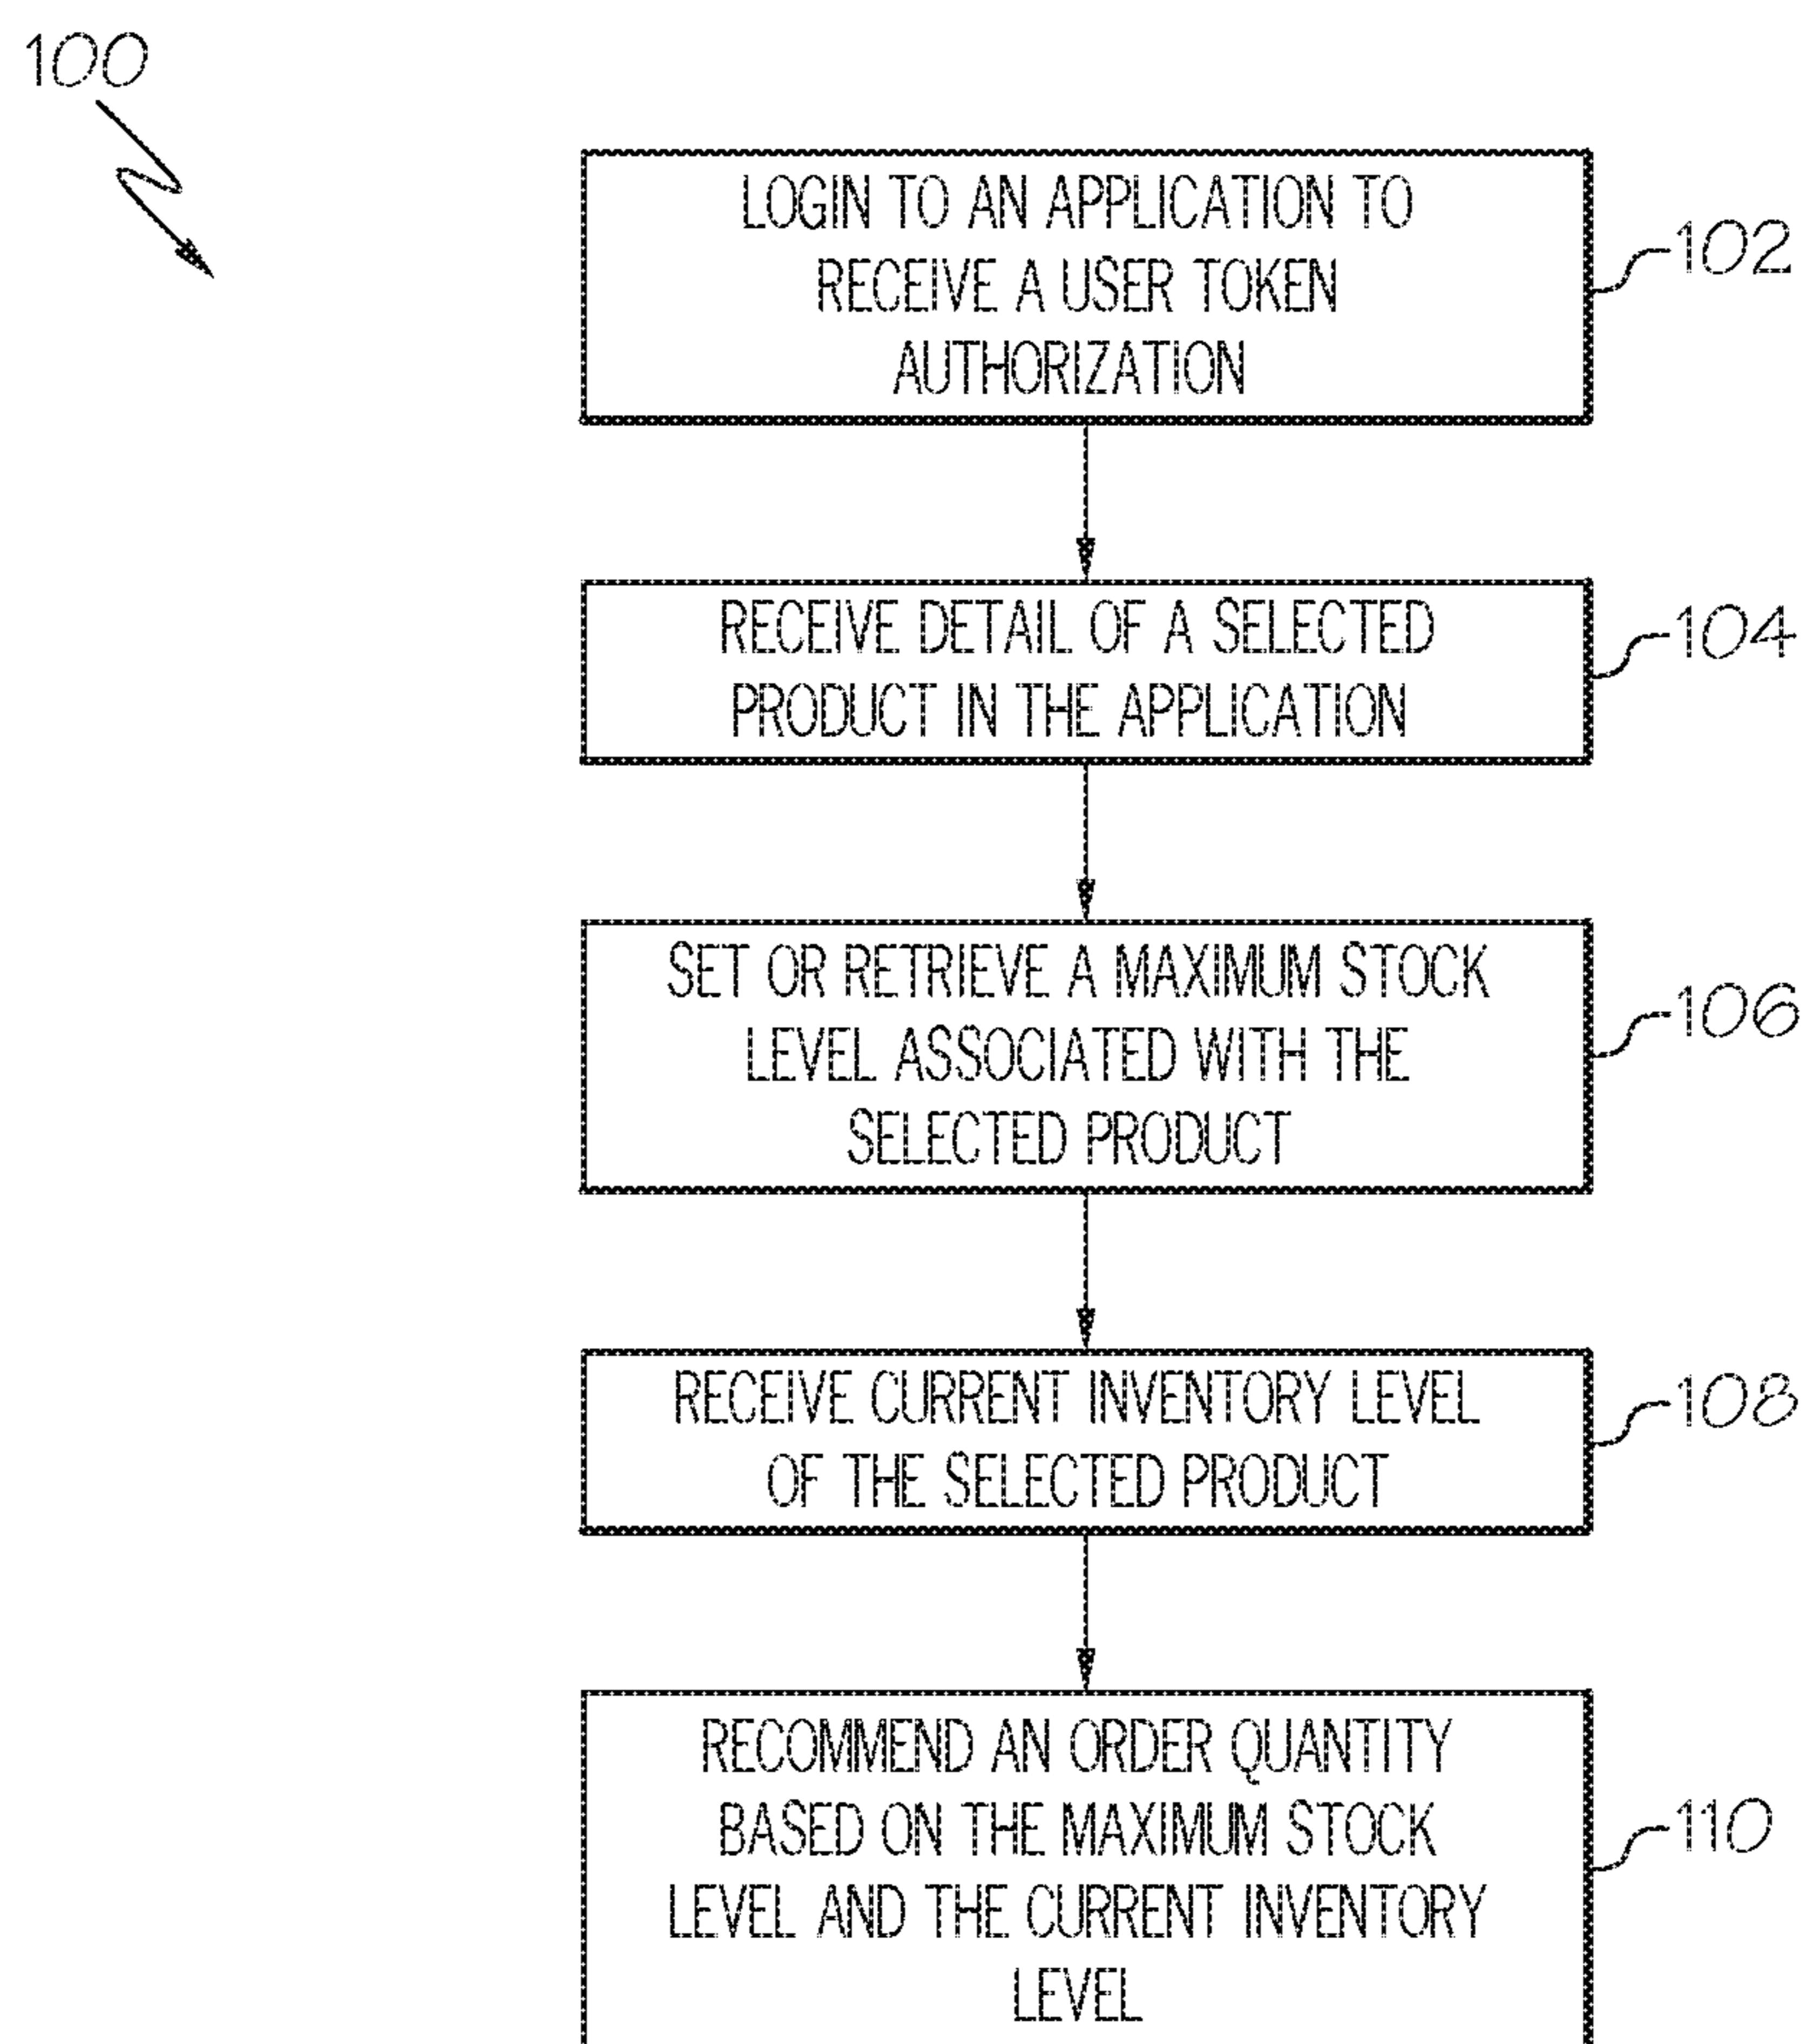 100
LOGIN TO AN APPLICATION TO
RECEIVE A USER TOKEN
AUTHORIZATION
102
RECEIVE DETAIL OF A SELECTED
PRODUCT IN THE APPLICATION
104
SET OR RETRIEVE A MAXIMUM STOCK
LEVEL ASSOCIATED WITH THE
SELECTED PRODUCT
106
RECEIVE CURRENT INVENTORY LEVEL
OF THE SELECTED PRODUCT
108
RECOMMEND AN ORDER QUANTITY
BASED ON THE MAXIMUM STOCK
LEVEL AND THE CURRENT INVENTORY
LEVEL
110